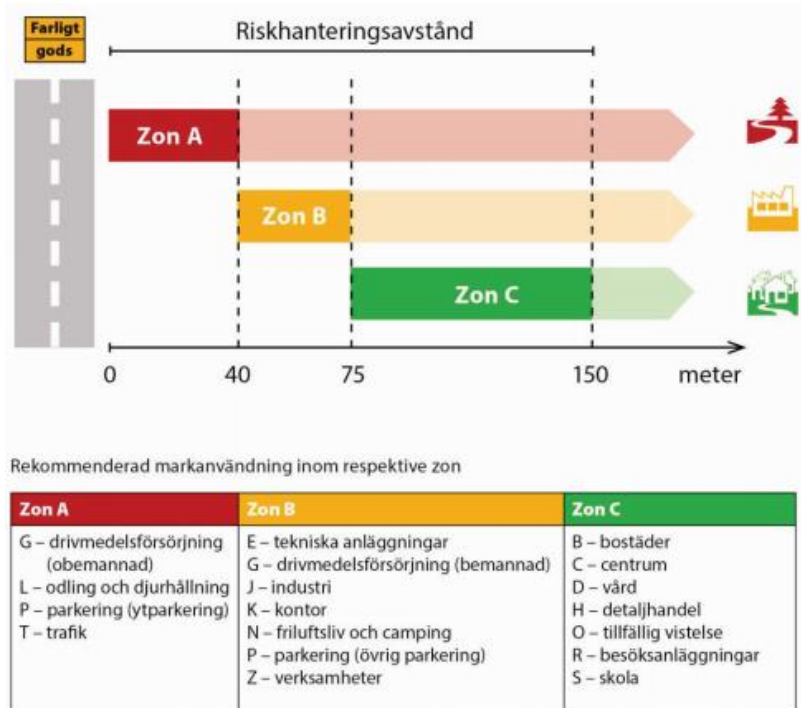 Farligt
gods
Riskhanteringsavstånd
Zon A
Zon B
Zon C
0 40 75 150 meter
Rekommenderad markanvändning inom respektive zon
Zon A
G – drivmedelsförsörjning
(obemannad)
L – odling och djurhållning
P – parkering (ytparkering)
T – trafik
Zon B
E – tekniska anläggningar
G – drivmedelsförsörjning (bemannad)
J – industri
K – kontor
N – friluftsliv och camping
P – parkering (övrig parkering)
Z – verksamheter
Zon C
B – bostäder
C – centrum
D – vård
H – detaljhandel
O – tillfällig vistelse
R – besöksanläggningar
S – skola